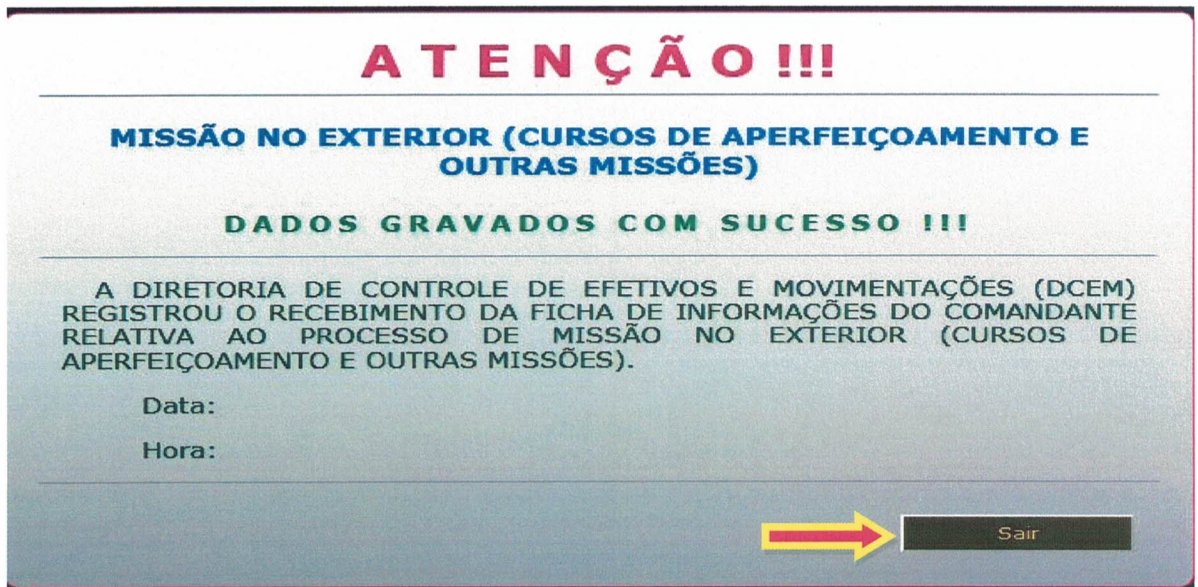 ATENÇÃO!!!
MISSÃO NO EXTERIOR (CURSOS DE APERFEIÇOAMENTO E
OUTRAS MISSÕES)
DADOS GRAVADOS COM SUCESSO !!!
A DIRETORIA DE CONTROLE DE EFETIVOS E MOVIMENTAÇÕES (DCEM)
REGISTROU O RECEBIMENTO DA FICHA DE INFORMAÇÕES DO COMANDANTE
RELATIVA AO PROCESSO DE MISSÃO NO EXTERIOR (CURSOS DE
APERFEIÇOAMENTO E OUTRAS MISSÕES).
Data:
Hora:
Sair